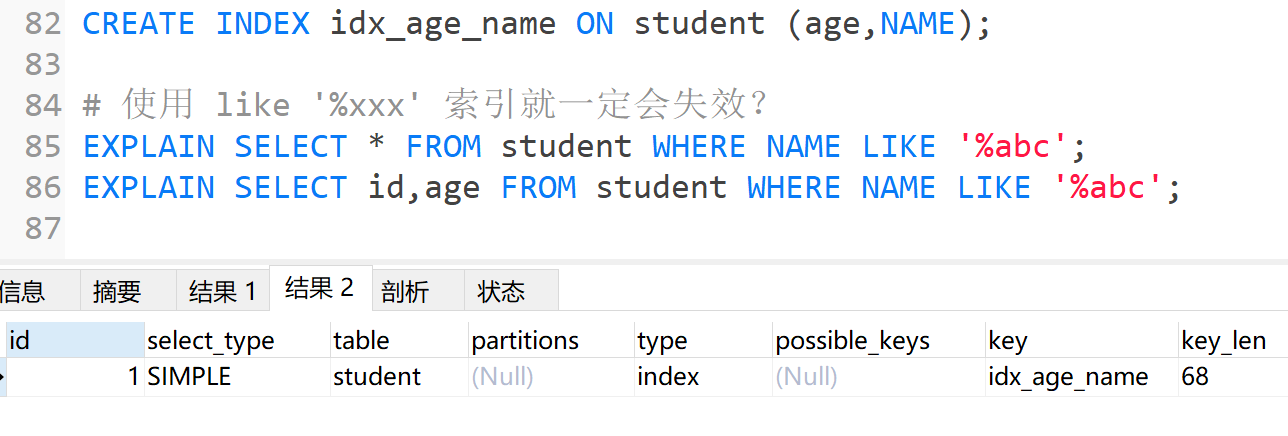 82 CREATE INDEX idx_age_name ON student (age,NAME);
83
84 # 使用 like '%xxx' 索引就一定会失效?
85 EXPLAIN SELECT * FROM student WHERE NAME LIKE '%abc';
86 EXPLAIN SELECT id,age FROM student WHERE NAME LIKE '%abc';
87
信息 摘要 结果 1 结果 2 剖析 状态
id select_type table partitions type possible_keys key key_len
1 SIMPLE student (Null) index (Null) idx_age_name 68